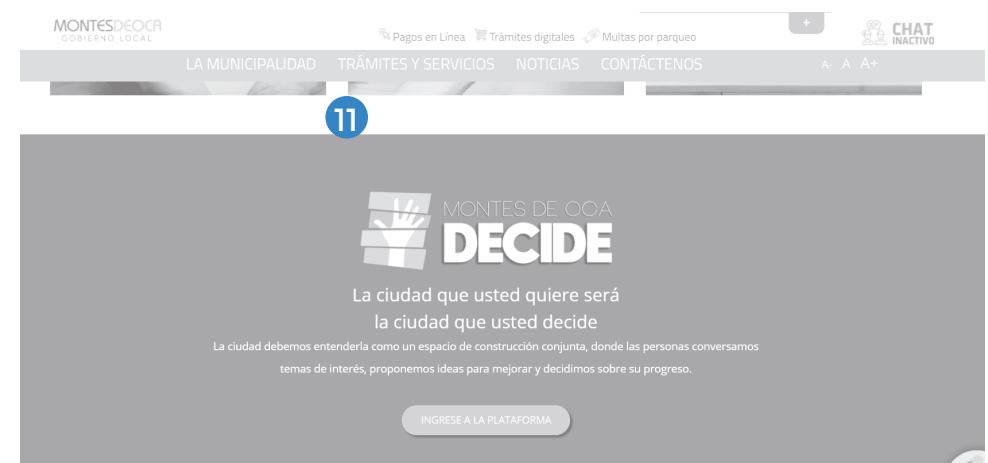 MONTESDEOCA
GOBIERNO LOCAL
Pagos en Línea Trámites digitales Multas por parqueo
+
CHAT
INACTIVO
LA MUNICIPALIDAD TRÁMITES Y SERVICIOS NOTICIAS CONTÁCTENOS A- A A+
11
MONTES DE OCA
DECIDE
La ciudad que usted quiere será
la ciudad que usted decide
La ciudad debemos entenderla como un espacio de construcción conjunta, donde las personas conversamos
temas de interés, proponemos ideas para mejorar y decidimos sobre su progreso.
INGRESE A LA PLATAFORMA